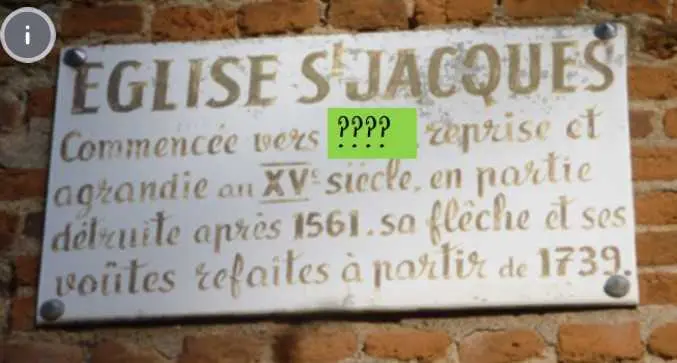 EGLISE St JACQUES
Commencée vers ???? reprise et
agrandie au XVe siècle, en partie
détruite après 1561. sa flêche et ses
voûtes refaites à partir de 1739.